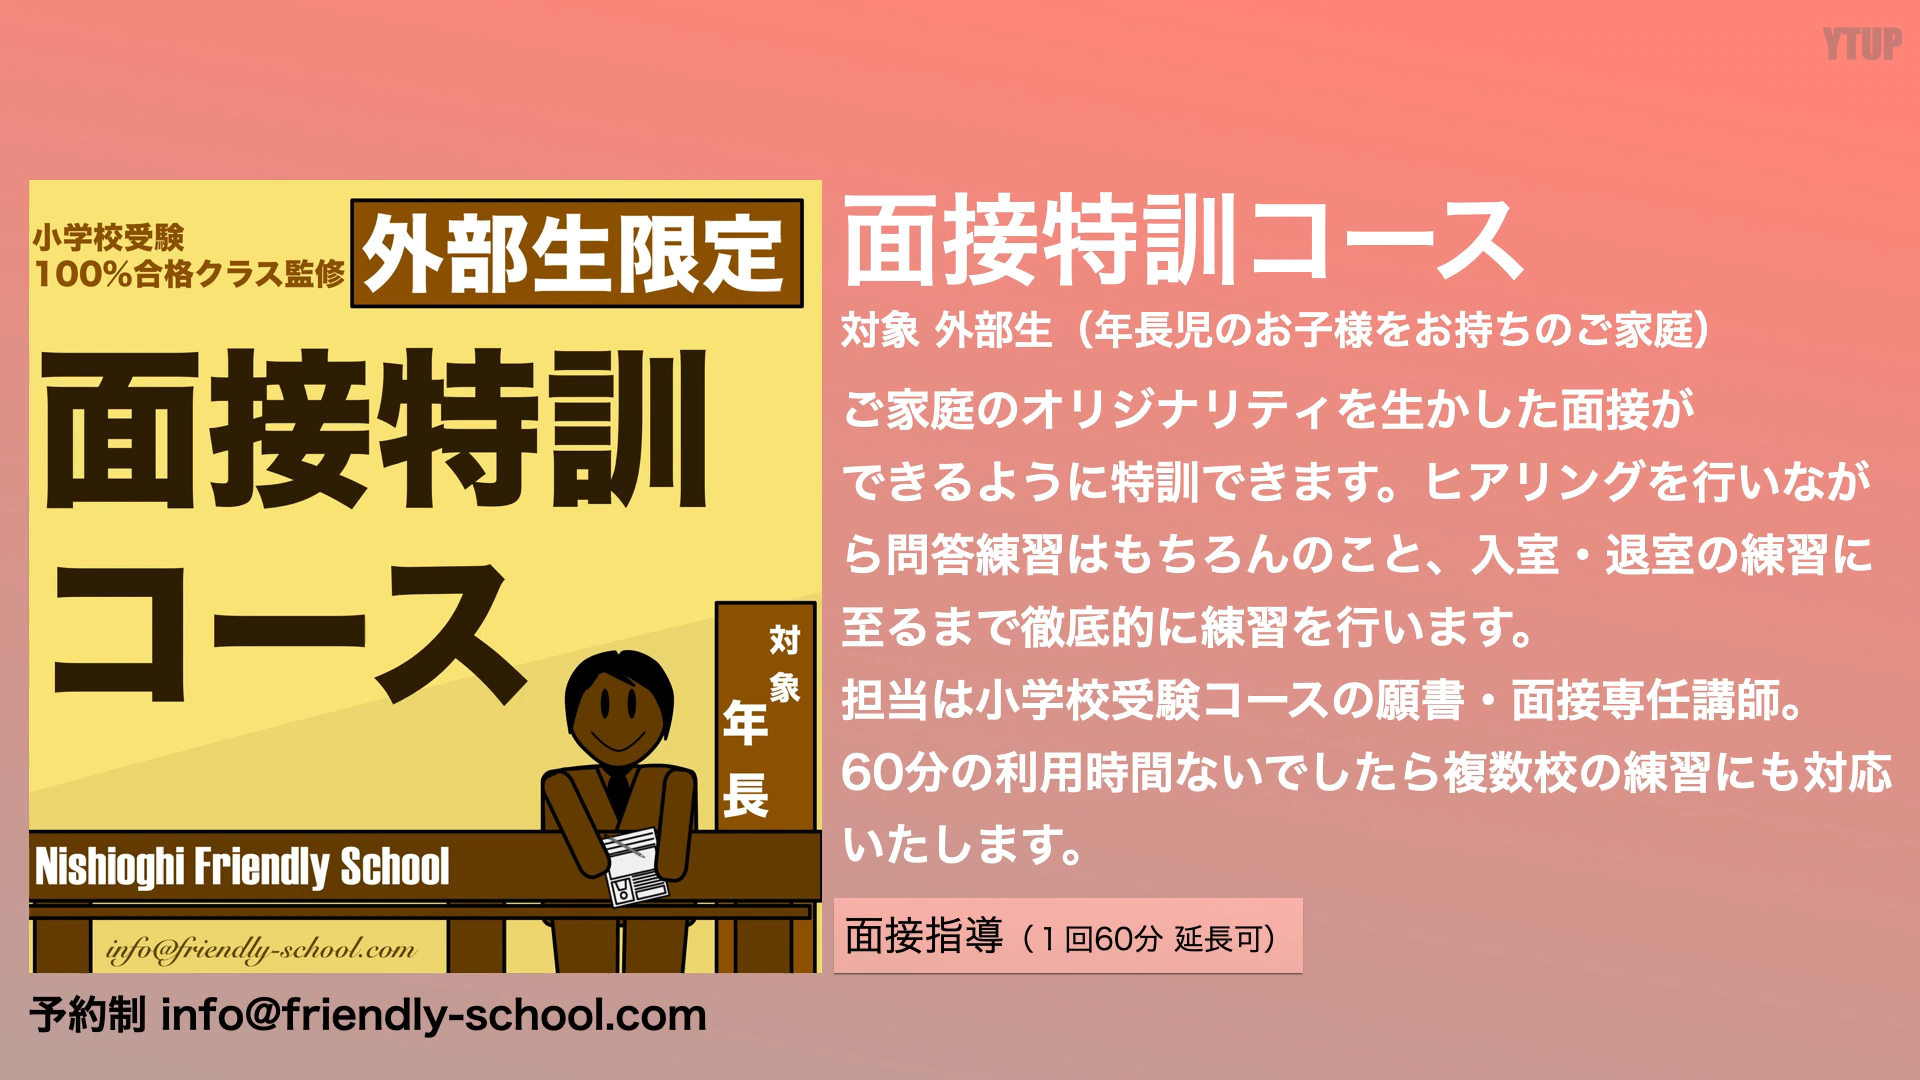 YTUP
小学校受験
100%合格クラス監修
外部生限定
面接特訓
コース
対象
年長
Nishioghi Friendly School
info@friendly-school.com
予約制 info@friendly-school.com
面接特訓コース
対象 外部生（年長児のお子様をお持ちのご家庭）
ご家庭のオリジナリティを生かした面接が
できるように特訓できます。ヒアリングを行いなが
ら問答練習はもちろんのこと、入室・退室の練習に
至るまで徹底的に練習を行います。
担当は小学校受験コースの願書・面接専任講師。
60分の利用時間ないでしたら複数校の練習にも対応
いたします。
面接指導（１回60分 延長可）